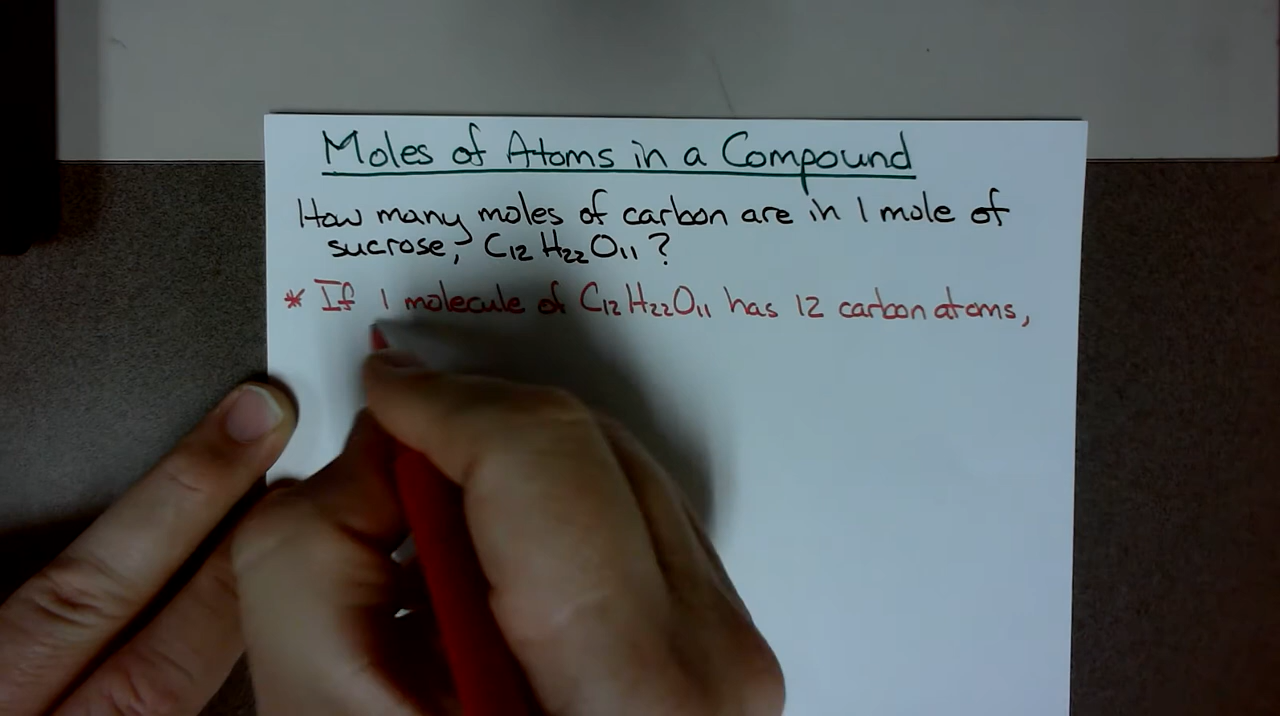 Moles of Atoms in a Compound
How many moles of carbon are in 1 mole of
sucrose, C₁₂H₂₂O₁₁?
* If 1 molecule of C₁₂H₂₂O₁₁ has 12 carbon atoms,